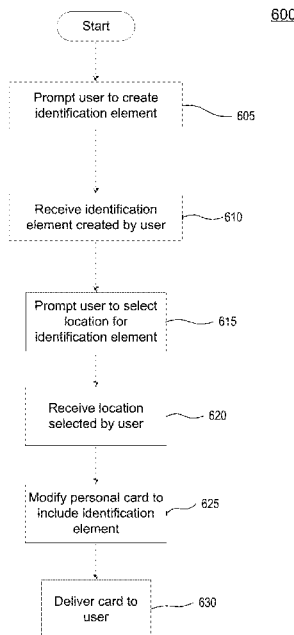 600
Start
Prompt user to create
identification element
605
Receive identification
element created by user
610
Prompt user to select
location for
identification element
615
Receive location
selected by user
620
Modify personal card to
include identification
element
625
Deliver card to
user
630